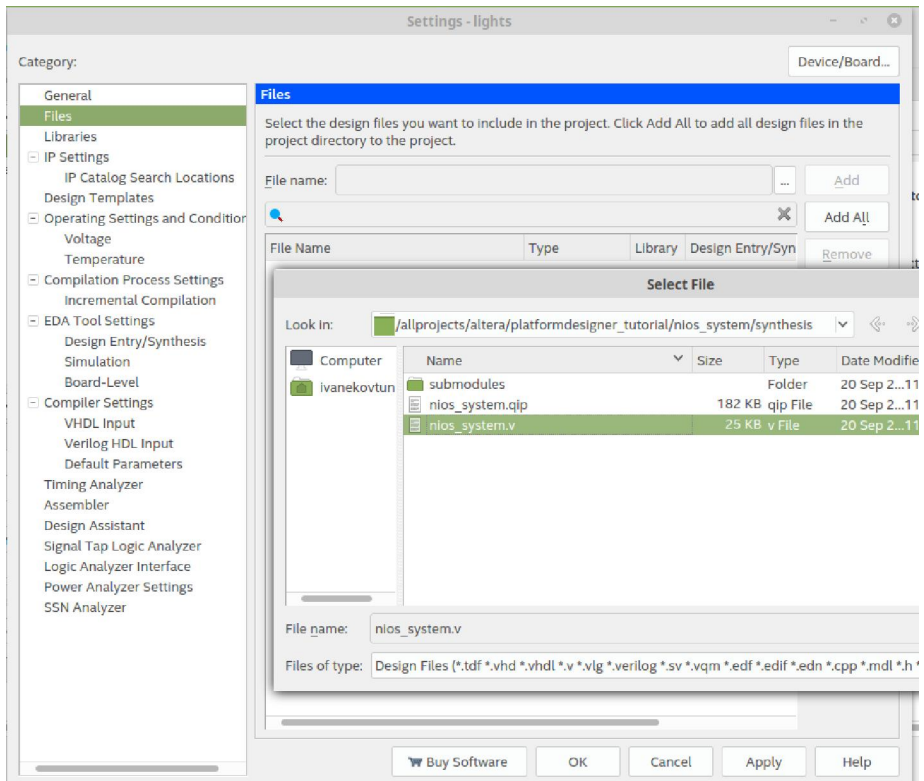 Settings - lights
Category:
Device/Board...
General
Files
Libraries
IP Settings
IP Catalog Search Locations
Design Templates
Operating Settings and Condition
Voltage
Temperature
Compilation Process Settings
Incremental Compilation
EDA Tool Settings
Design Entry/Synthesis
Simulation
Board-Level
Compiler Settings
VHDL Input
Verilog HDL Input
Default Parameters
Timing Analyzer
Assembler
Design Assistant
Signal Tap Logic Analyzer
Logic Analyzer Interface
Power Analyzer Settings
SSN Analyzer
Files
Select the design files you want to include in the project. Click Add All to add all design files in the
project directory to the project.
File name: ... Add
Add All
File Name Type Library Design Entry/Syn
Remove
Select File
Look in: /allprojects/altera/platformdesigner_tutorial/nios_system/synthesis
Computer
ivanekovtun
Name Size Type Date Modifie
submodules Folder 20 Sep 2...11
nios_system.qip 182 KB qip File 20 Sep 2...11
nios_system.v 25 KB v File 20 Sep 2...11
File name: nios_system.v
Files of type: Design Files (*.tdf *.vhd *.vhdl *.v *.vlg *.verilog *.sv *.vqm *.edf *.edif *.edn *.cpp *.mdl *.h *
Buy Software OK Cancel Apply Help